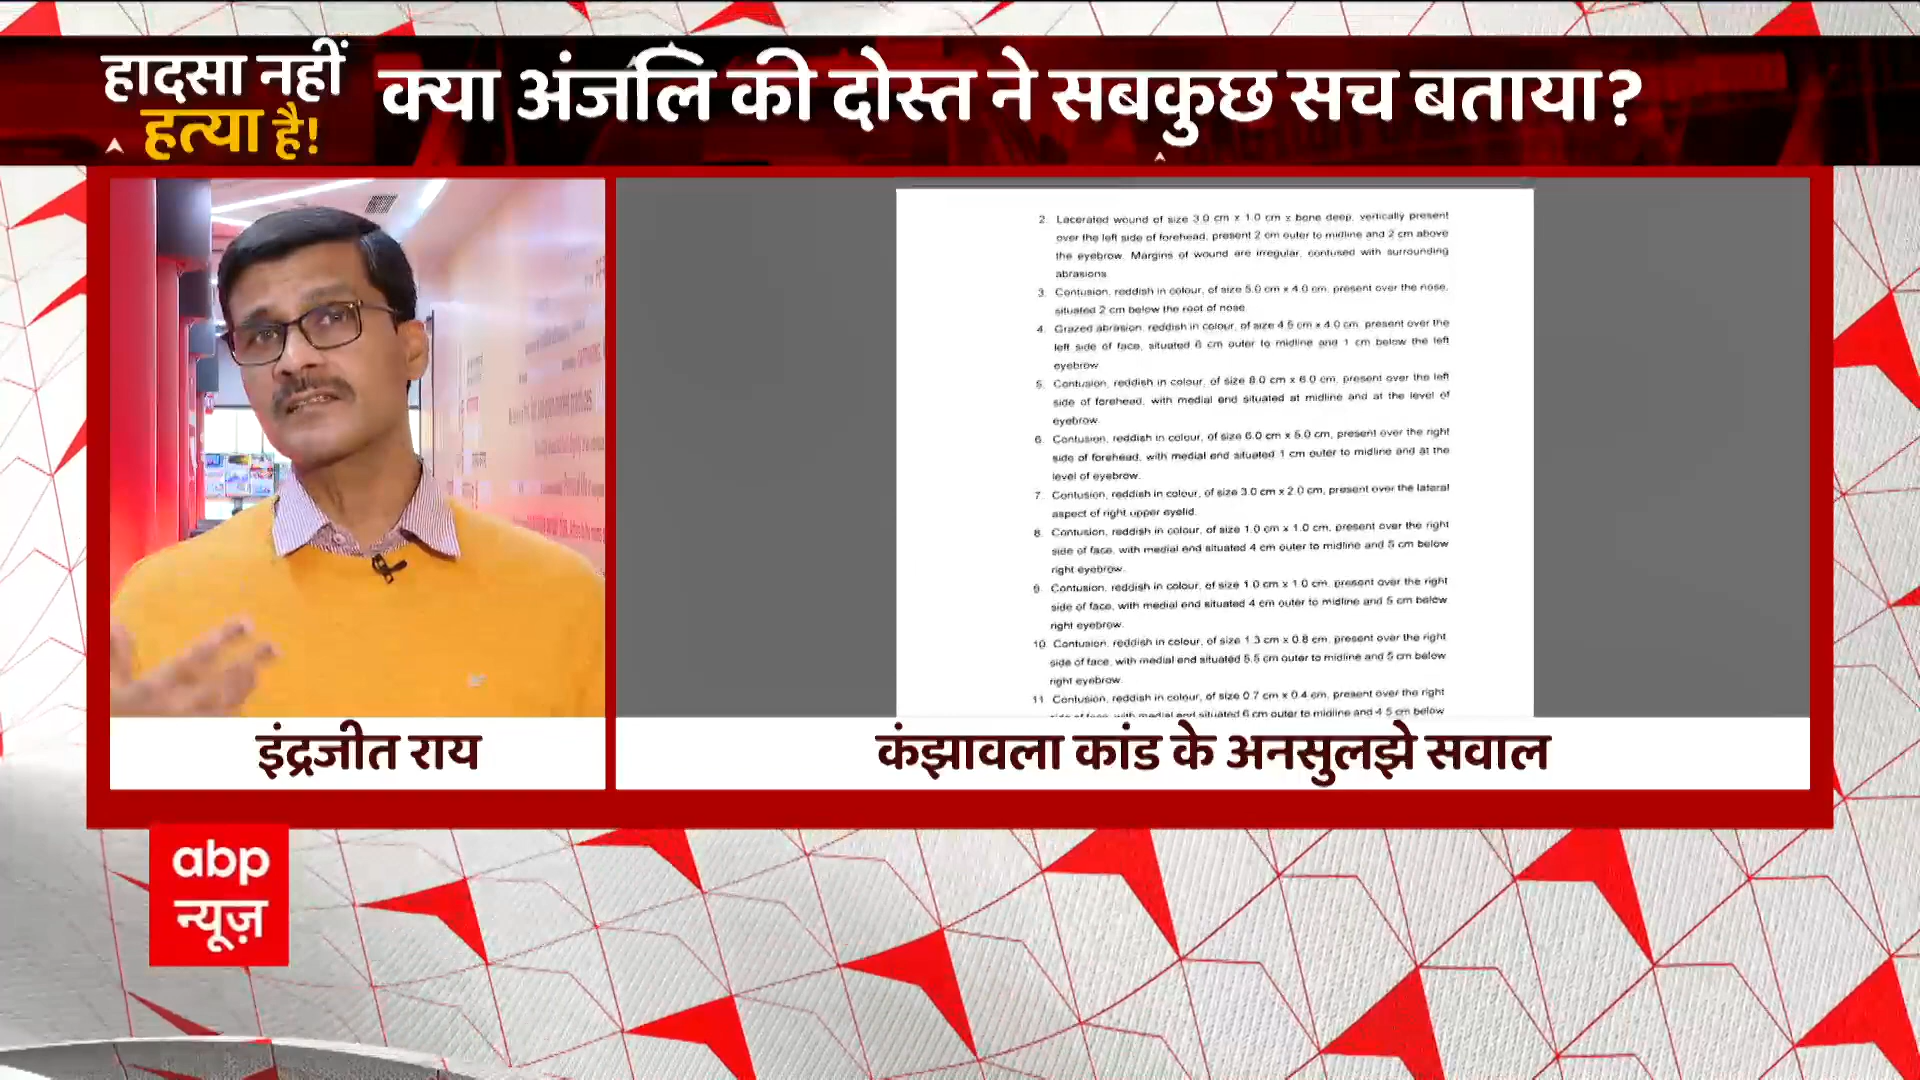 हादसा नहीं
हत्या है!
क्या अंजलि की दोस्त ने सबकुछ सच बताया?
2. Lacerated wound of size 3.0 cm x 1.0 cm x bone deep, vertically present
over the left side of forehead, present 2 cm outer to midline and 2 cm above
the eyebrow. Margins of wound are irregular, contused with surrounding
abrasions
3. Contusion, reddish in colour, of size 5.0 cm x 4.0 cm, present over the nose,
situated 2 cm below the root of nose
4. Grazed abrasion, reddish in colour, of size 4.5 cm x 4.0 cm, present over the
left side of face, situated 6 cm outer to midline and 1 cm below the left
eyebrow
5. Contusion, reddish in colour, of size 8.0 cm x 6.0 cm, present over the left
side of forehead, with medial end situated at midline and at the level of
eyebrow.
6. Contusion, reddish in colour, of size 6.0 cm x 5.0 cm, present over the right
side of forehead, with medial end situated 1 cm outer to midline and at the
level of eyebrow.
7. Contusion, reddish in colour, of size 3.0 cm x 2.0 cm, present over the lateral
aspect of right upper eyelid.
8. Contusion, reddish in colour, of size 1.0 cm x 1.0 cm, present over the right
side of face, with medial end situated 4 cm outer to midline and 5 cm below
right eyebrow.
9. Contusion, reddish in colour, of size 1.0 cm x 1.0 cm, present over the right
side of face, with medial end situated 4 cm outer to midline and 5 cm below
right eyebrow.
10. Contusion, reddish in colour, of size 1.3 cm x 0.8 cm, present over the right
side of face, with medial end situated 5.5 cm outer to midline and 5 cm below
right eyebrow
11. Contusion, reddish in colour, of size 0.7 cm x 0.4 cm, present over the right
side of face, with medial end situated 6 cm outer to midline and 4.5 cm below
इंद्रजीत राय
कंझावला कांड के अनसुलझे सवाल
abp
न्यूज़